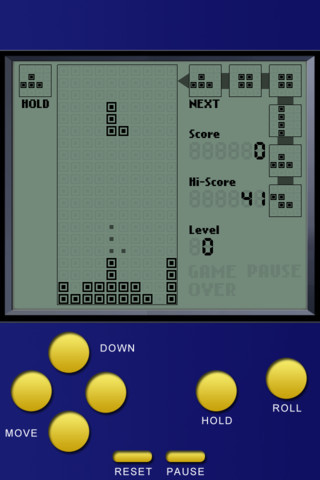 HOLD
NEXT
Score
0
Hi-Score
41
Level
0
GAME PAUSE
OVER
DOWN
MOVE
HOLD
ROLL
RESET
PAUSE